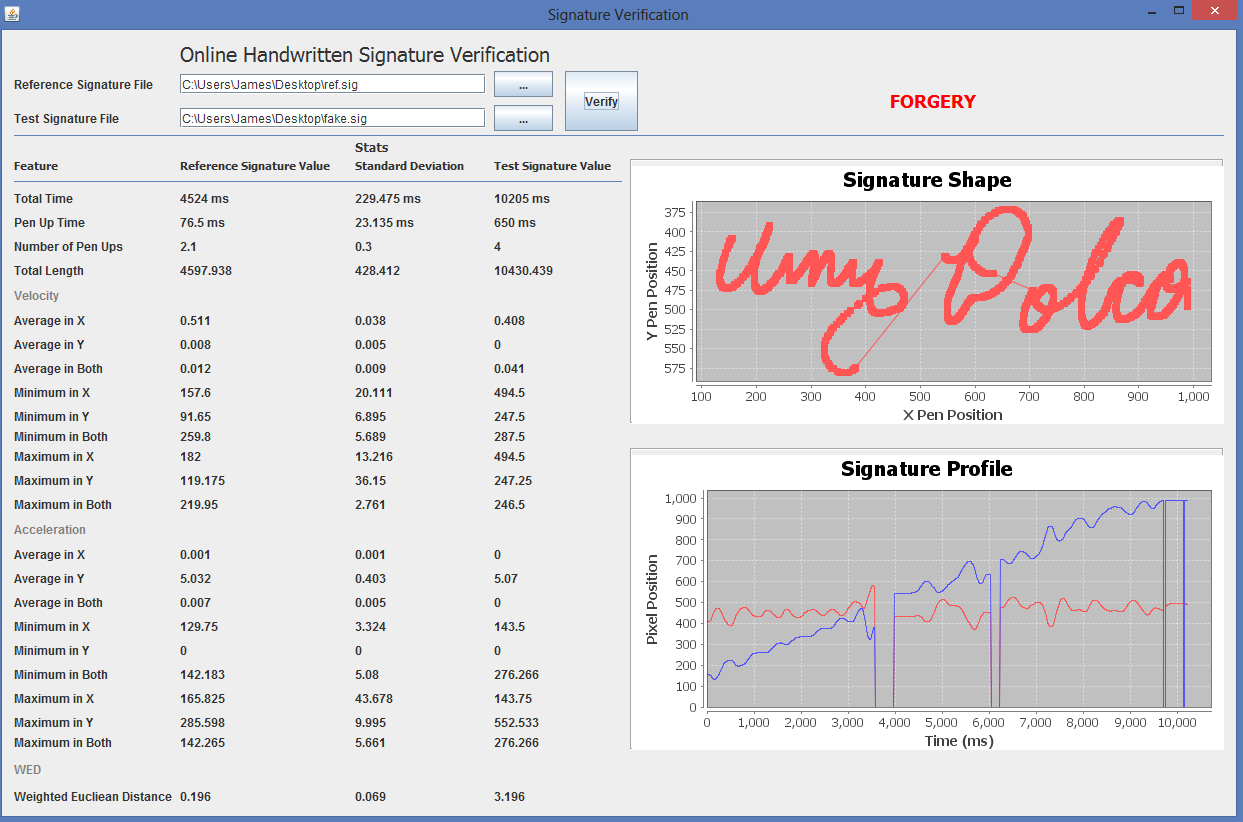 Signature Verification
Online Handwritten Signature Verification
Reference Signature File C:\Users\James\Desktop\ref.sig ...
Test Signature File C:\Users\James\Desktop\fake.sig ...
Verify
FORGERY
Stats
Feature Reference Signature Value Standard Deviation Test Signature Value
Total Time 4524 ms 229.475 ms 10205 ms
Pen Up Time 76.5 ms 23.135 ms 650 ms
Number of Pen Ups 2.1 0.3 4
Total Length 4597.938 428.412 10430.439
Velocity
Average in X 0.511 0.038 0.408
Average in Y 0.008 0.005 0
Average in Both 0.012 0.009 0.041
Minimum in X 157.6 20.111 494.5
Minimum in Y 91.65 6.895 247.5
Minimum in Both 259.8 5.689 287.5
Maximum in X 182 13.216 494.5
Maximum in Y 119.175 36.15 247.25
Maximum in Both 219.95 2.761 246.5
Acceleration
Average in X 0.001 0.001 0
Average in Y 5.032 0.403 5.07
Average in Both 0.007 0.005 0
Minimum in X 129.75 3.324 143.5
Minimum in Y 0 0 0
Minimum in Both 142.183 5.08 276.266
Maximum in X 165.825 43.678 143.75
Maximum in Y 285.598 9.995 552.533
Maximum in Both 142.265 5.661 276.266
WED
Weighted Eucliean Distance 0.196 0.069 3.196
Signature Shape
Y Pen Position
375
400
425
450
475
500
525
550
575
100 200 300 400 500 600 700 800 900 1,000
X Pen Position
Signature Profile
Pixel Position
1,000
900
800
700
600
500
400
300
200
100
0
0 1,000 2,000 3,000 4,000 5,000 6,000 7,000 8,000 9,000 10,000
Time (ms)